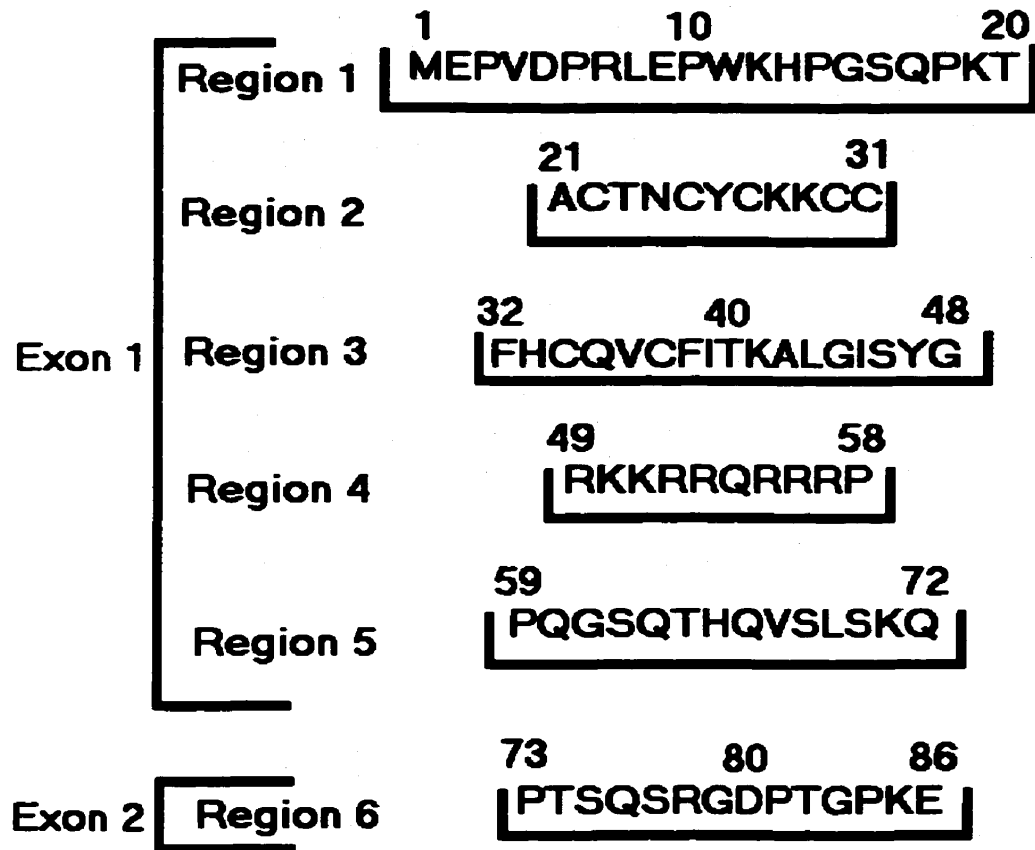 1 10 20
Region 1 MEPVDPRLEPWKHPGSQPKT
21 31
Region 2 ACTNCYCKKCC
32 40 48
Exon 1 Region 3 FHCQVCFITKALGISYG
49 58
Region 4 RKKRRQRRRP
59 72
Region 5 PQGSQTHQVSLSKQ
73 80 86
Exon 2 Region 6 PTSQSRGDPTGPKE